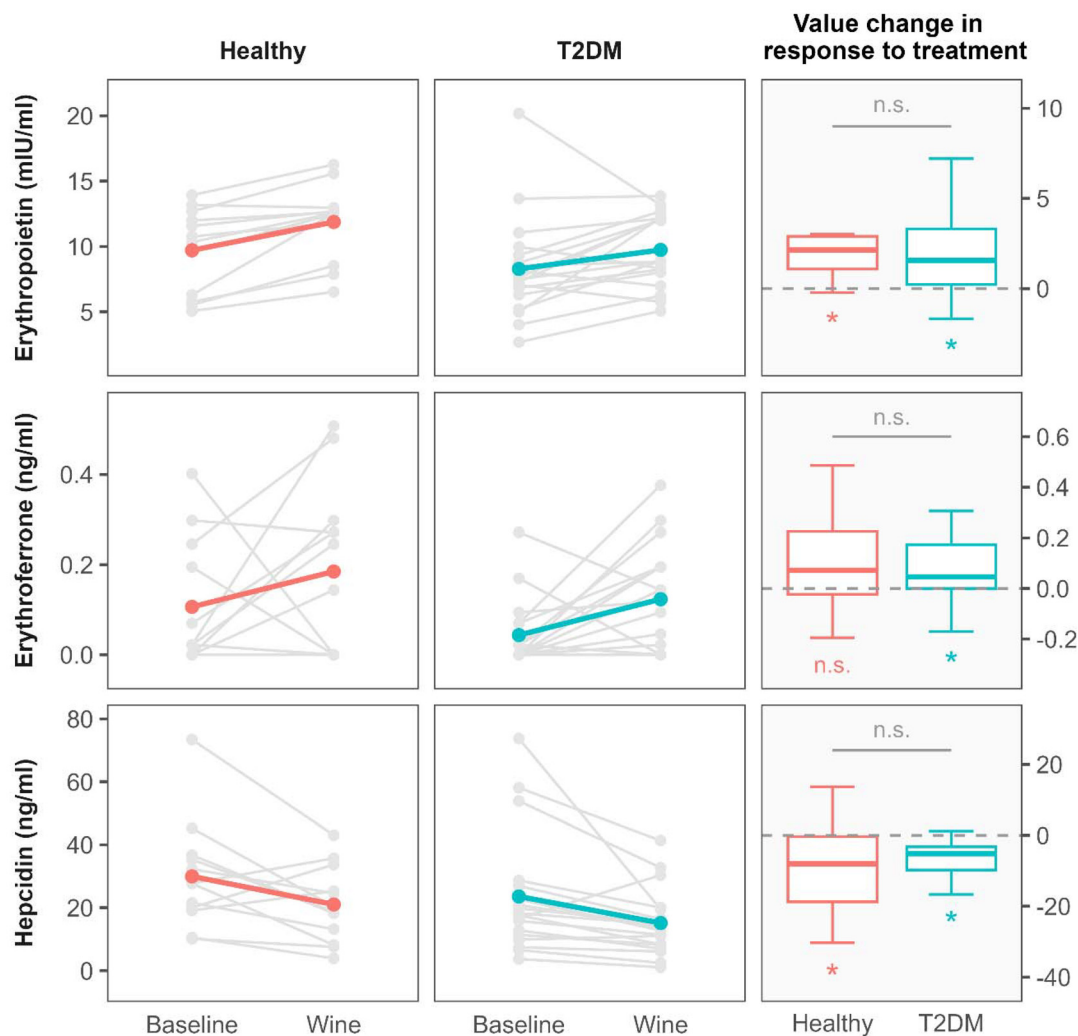 Healthy
T2DM
Value change in
response to treatment
Erythropoietin (mIU/ml)
20
15
10
5
n.s.
*
*
10
5
0
Erythroferrone (ng/ml)
0.4
0.2
0.0
n.s.
n.s.
*
0.6
0.4
0.2
0.0
-0.2
Hepcidin (ng/ml)
80
60
40
20
0
n.s.
*
*
20
0
-20
-40
Baseline Wine
Baseline Wine
Healthy T2DM